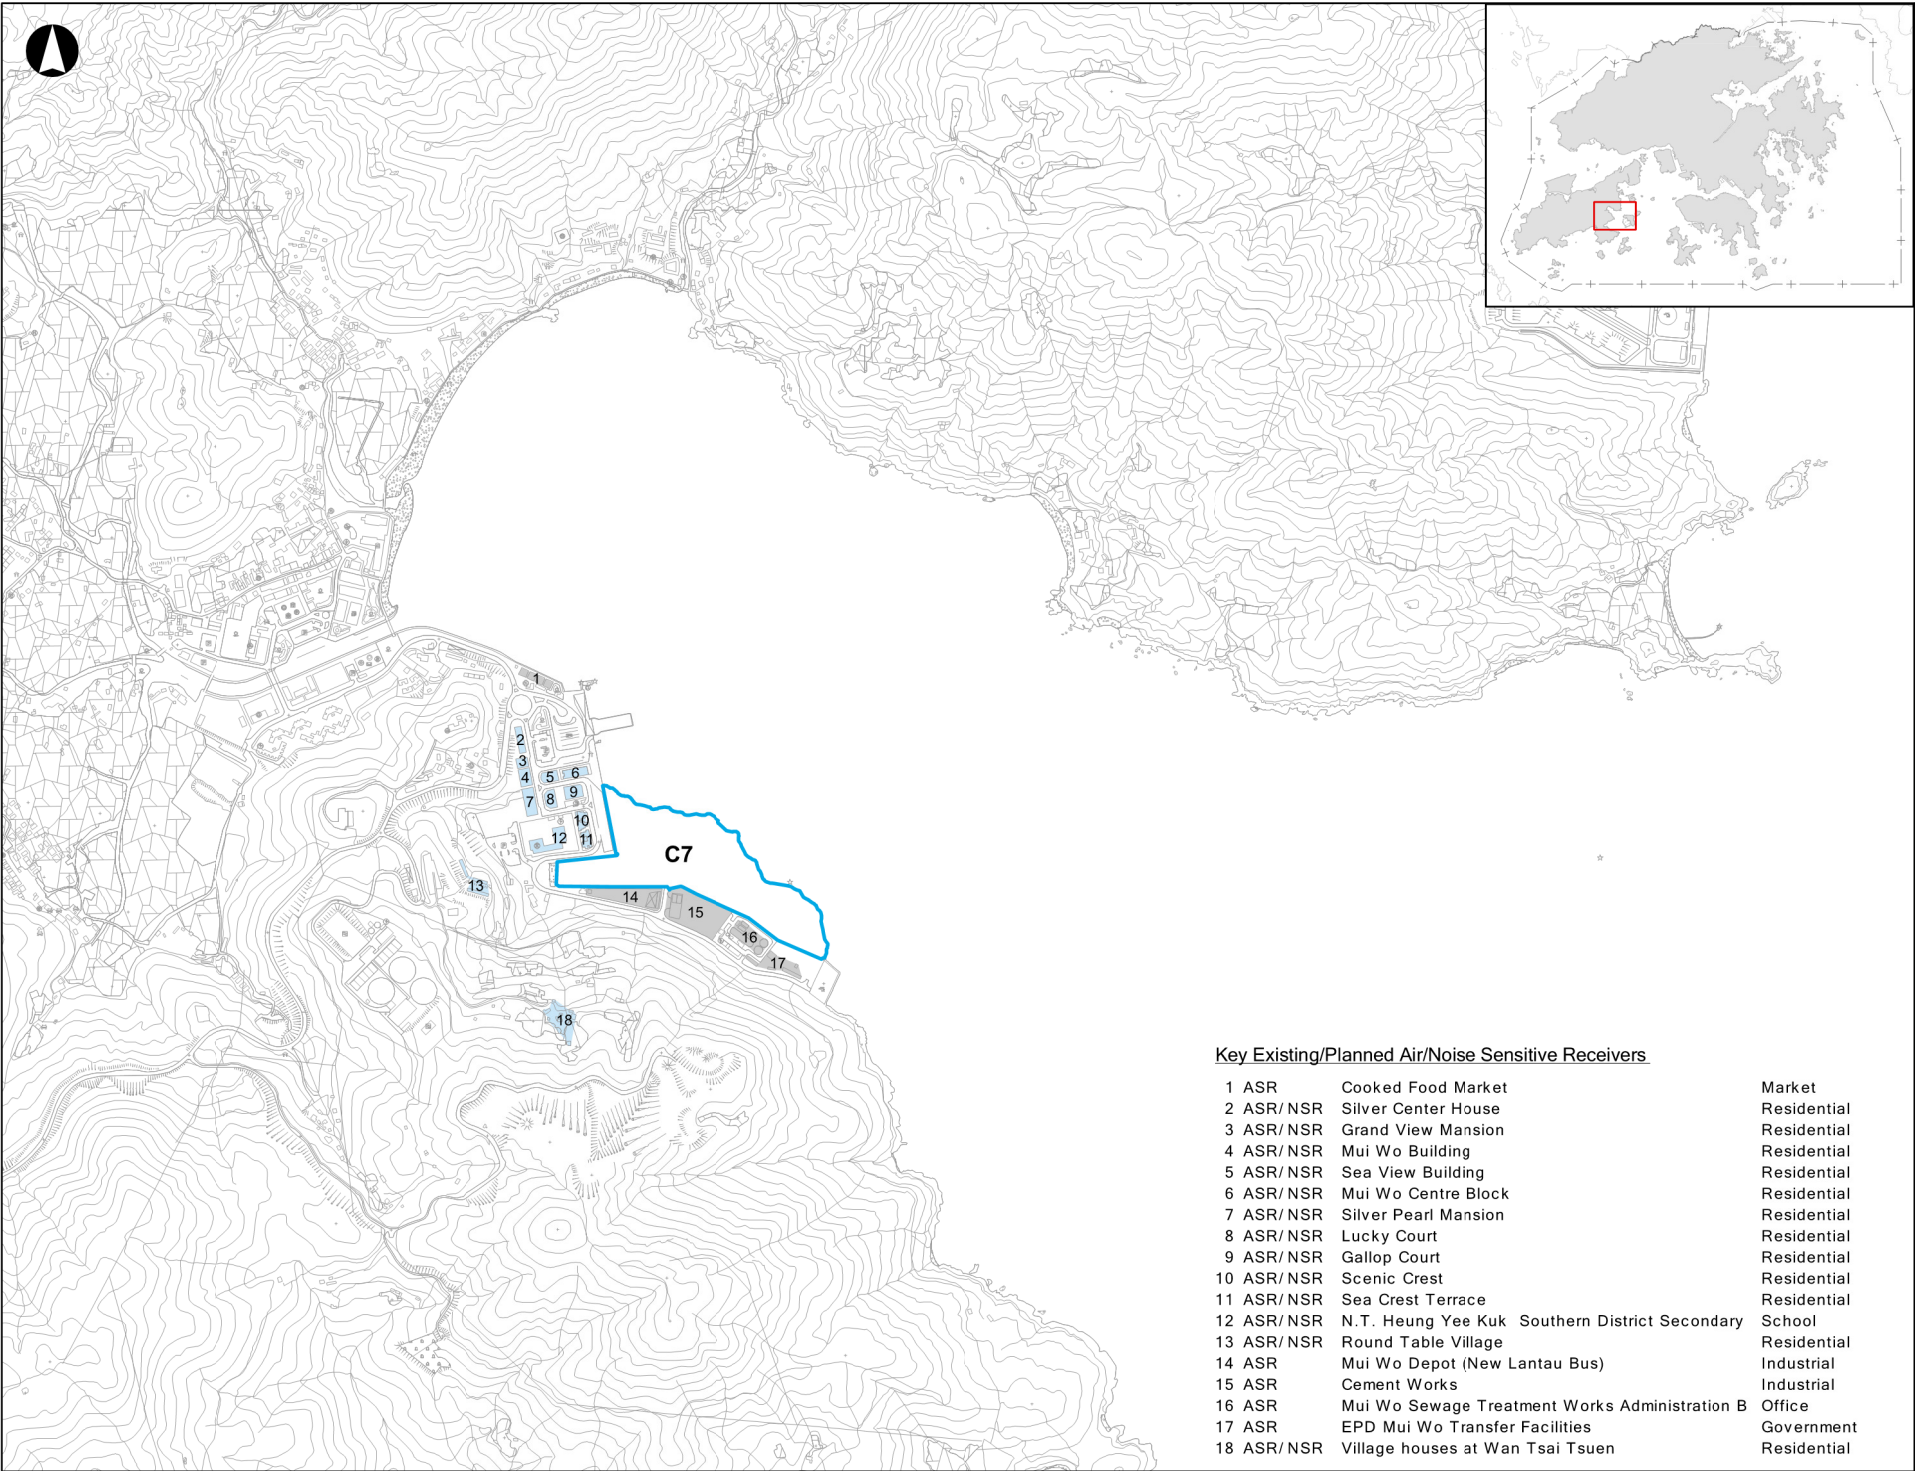 1
2
3
4
5
6
7
8
9
10
11
12
C7
13
14
15
16
17
18
Key Existing/Planned Air/Noise Sensitive Receivers
1 ASR Cooked Food Market Market
2 ASR/NSR Silver Center House Residential
3 ASR/NSR Grand View Mansion Residential
4 ASR/NSR Mui Wo Building Residential
5 ASR/NSR Sea View Building Residential
6 ASR/NSR Mui Wo Centre Block Residential
7 ASR/NSR Silver Pearl Mansion Residential
8 ASR/NSR Lucky Court Residential
9 ASR/NSR Gallop Court Residential
10 ASR/NSR Scenic Crest Residential
11 ASR/NSR Sea Crest Terrace Residential
12 ASR/NSR N.T. Heung Yee Kuk Southern District Secondary School
13 ASR/NSR Round Table Village Residential
14 ASR Mui Wo Depot (New Lantau Bus) Industrial
15 ASR Cement Works Industrial
16 ASR Mui Wo Sewage Treatment Works Administration B Office
17 ASR EPD Mui Wo Transfer Facilities Government
18 ASR/NSR Village houses at Wan Tsai Tsuen Residential